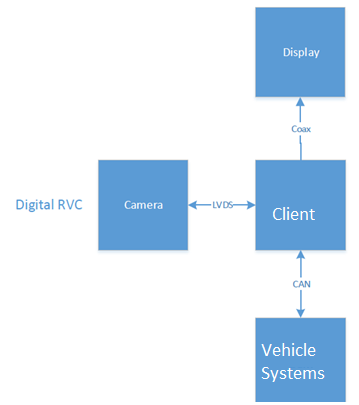 Display
Coax
Digital RVC
Camera
LVDS
Client
CAN
Vehicle
Systems